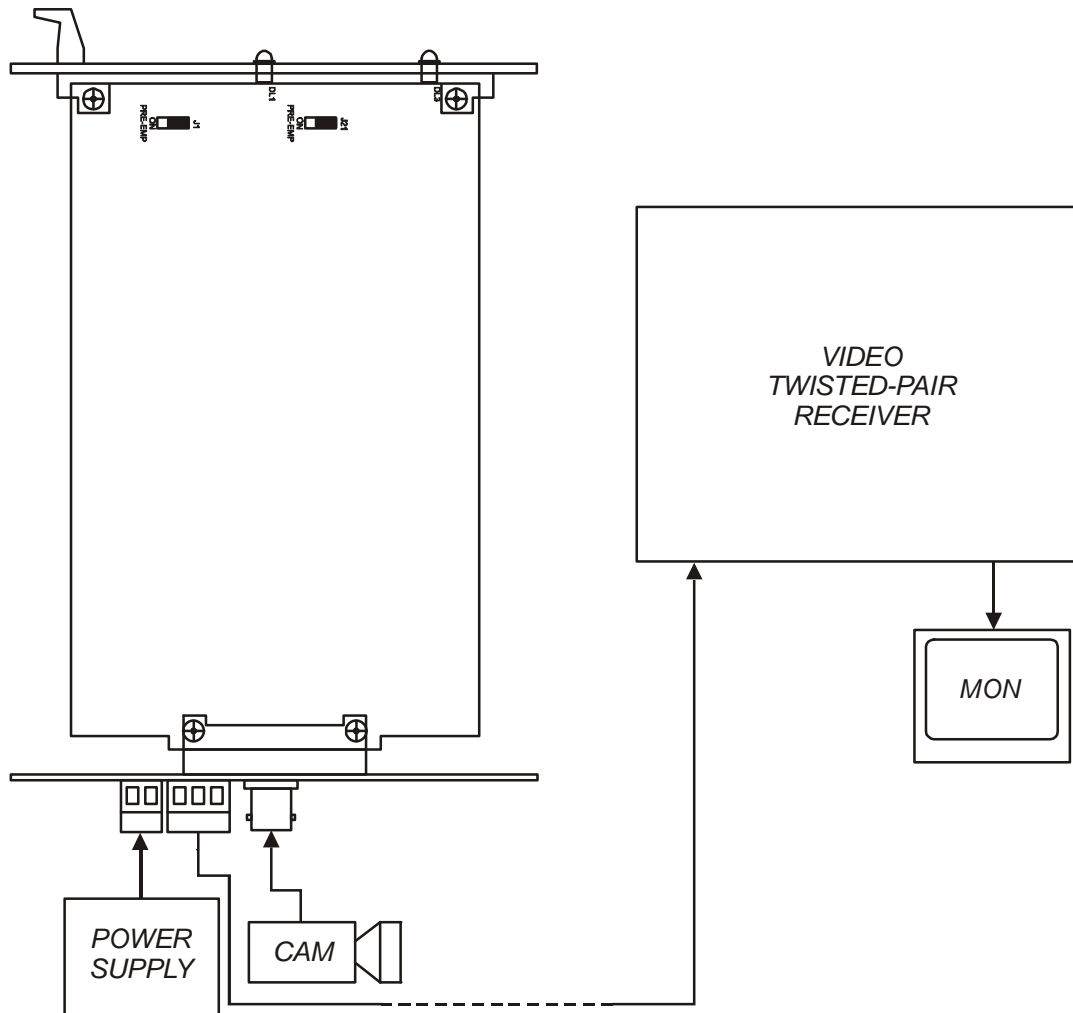 DL1
DL3
PRE-EMP
ON
J1
PRE-EMP
ON
J21
VIDEO
TWISTED-PAIR
RECEIVER
MON
POWER
SUPPLY
CAM